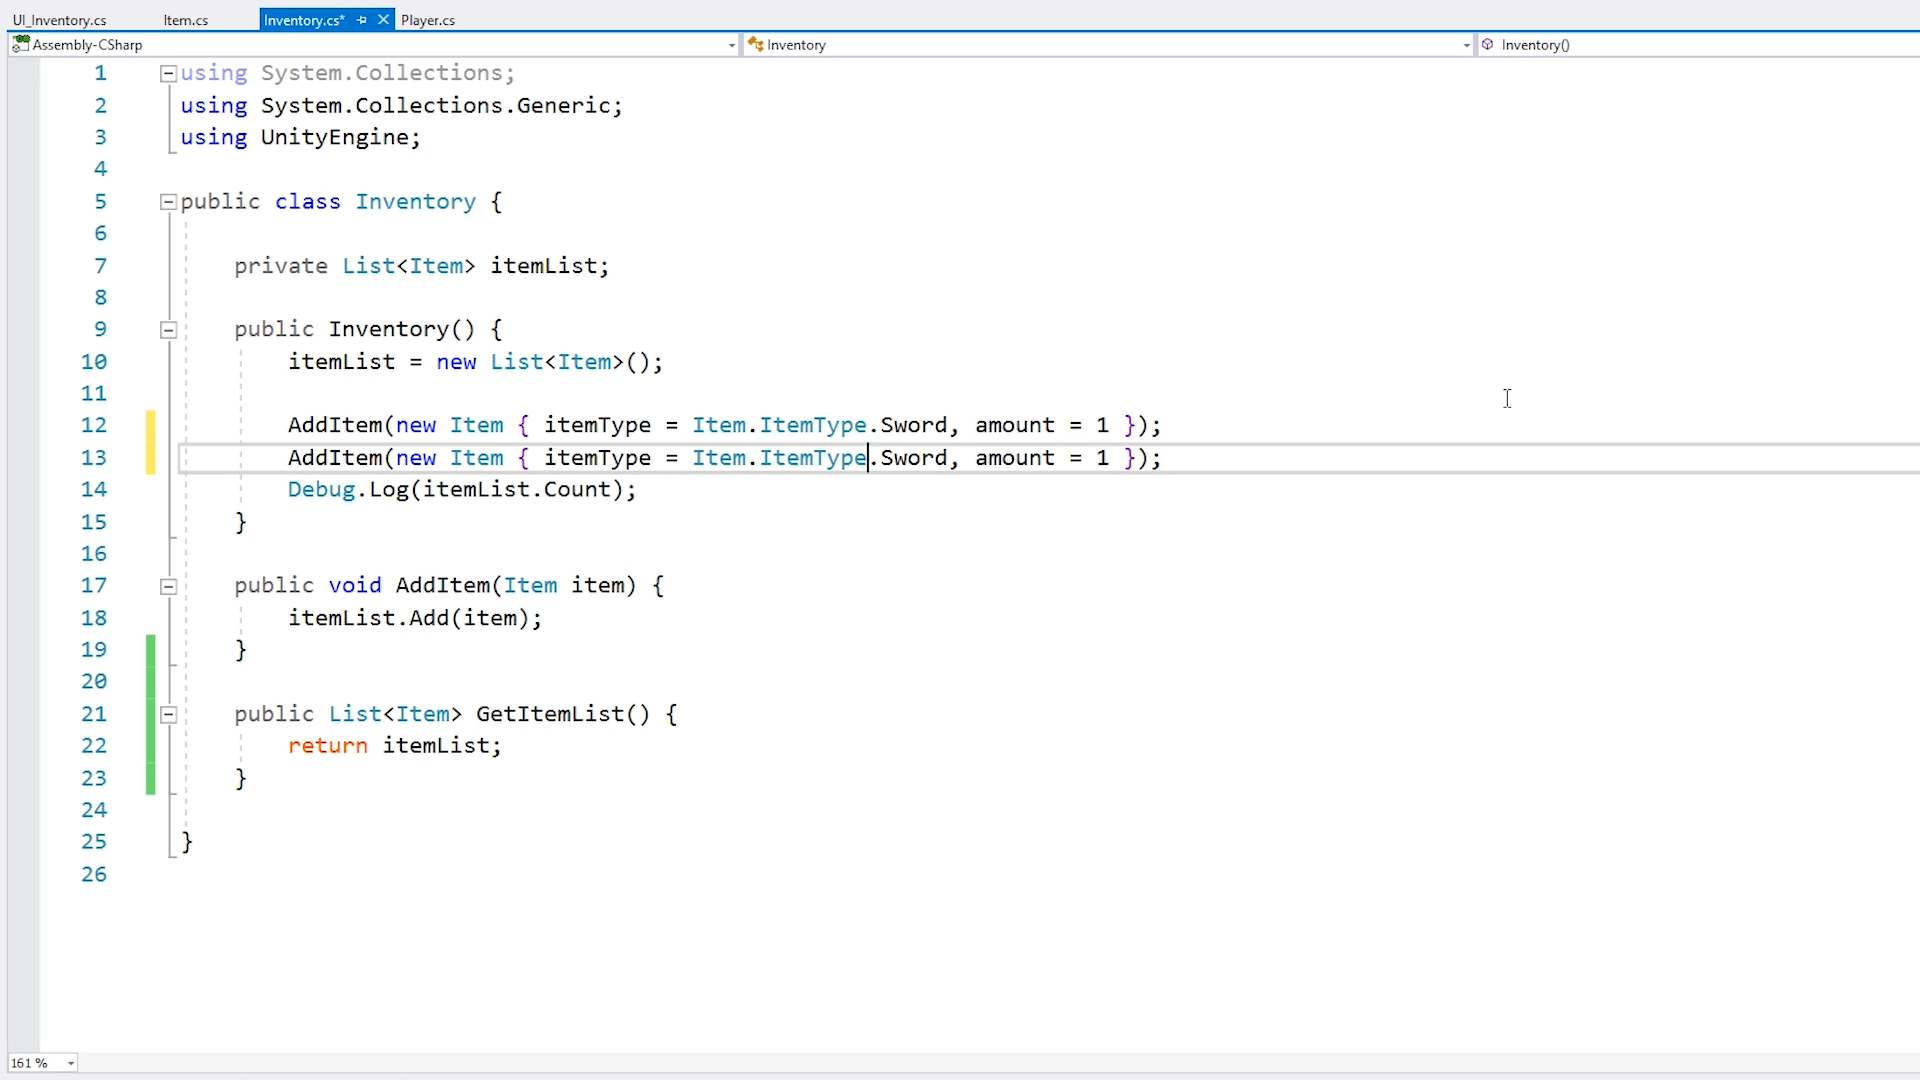 UI_Inventory.cs Item.cs Inventory.cs* Player.cs
Assembly-CSharp Inventory Inventory()
1 using System.Collections;
2 using System.Collections.Generic;
3 using UnityEngine;
4
5 public class Inventory {
6
7 private List<Item> itemList;
8
9 public Inventory() {
10 itemList = new List<Item>();
11
12 AddItem(new Item { itemType = Item.ItemType.Sword, amount = 1 });
13 AddItem(new Item { itemType = Item.ItemType.Sword, amount = 1 });
14 Debug.Log(itemList.Count);
15 }
16
17 public void AddItem(Item item) {
18 itemList.Add(item);
19 }
20
21 public List<Item> GetItemList() {
22 return itemList;
23 }
24
25 }
26
161 %